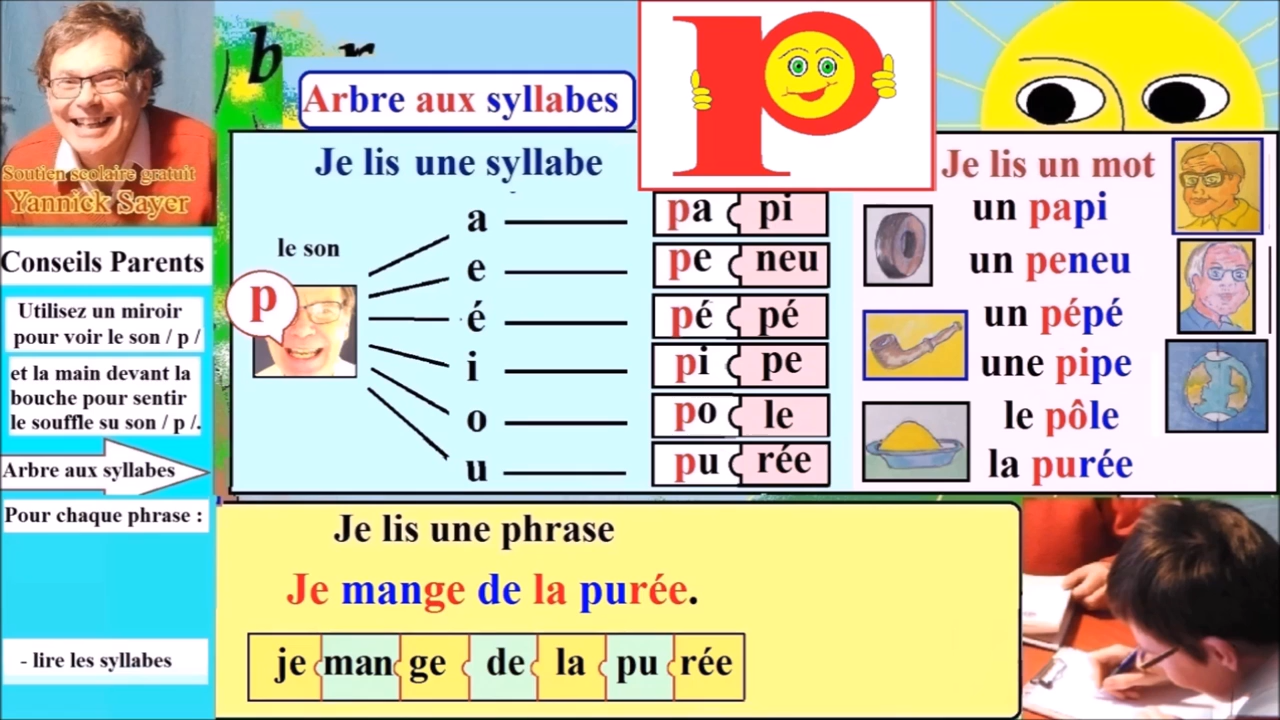 Soutien scolaire gratuit
Yannick Sayer
Conseils Parents
Utilisez un miroir
pour voir le son / p /
et la main devant la
bouche pour sentir
le souffle su son / p /.
Arbre aux syllabes
Pour chaque phrase :
- lire les syllabes
b
Arbre aux syllabes
p
Je lis une syllabe
le son
p
a pa pi
e pe neu
é pé pé
i pi pe
o po le
u pu rée
Je lis un mot
un papi
un peneu
un pépé
une pipe
le pôle
la purée
Je lis une phrase
Je mange de la purée.
je man ge de la pu rée